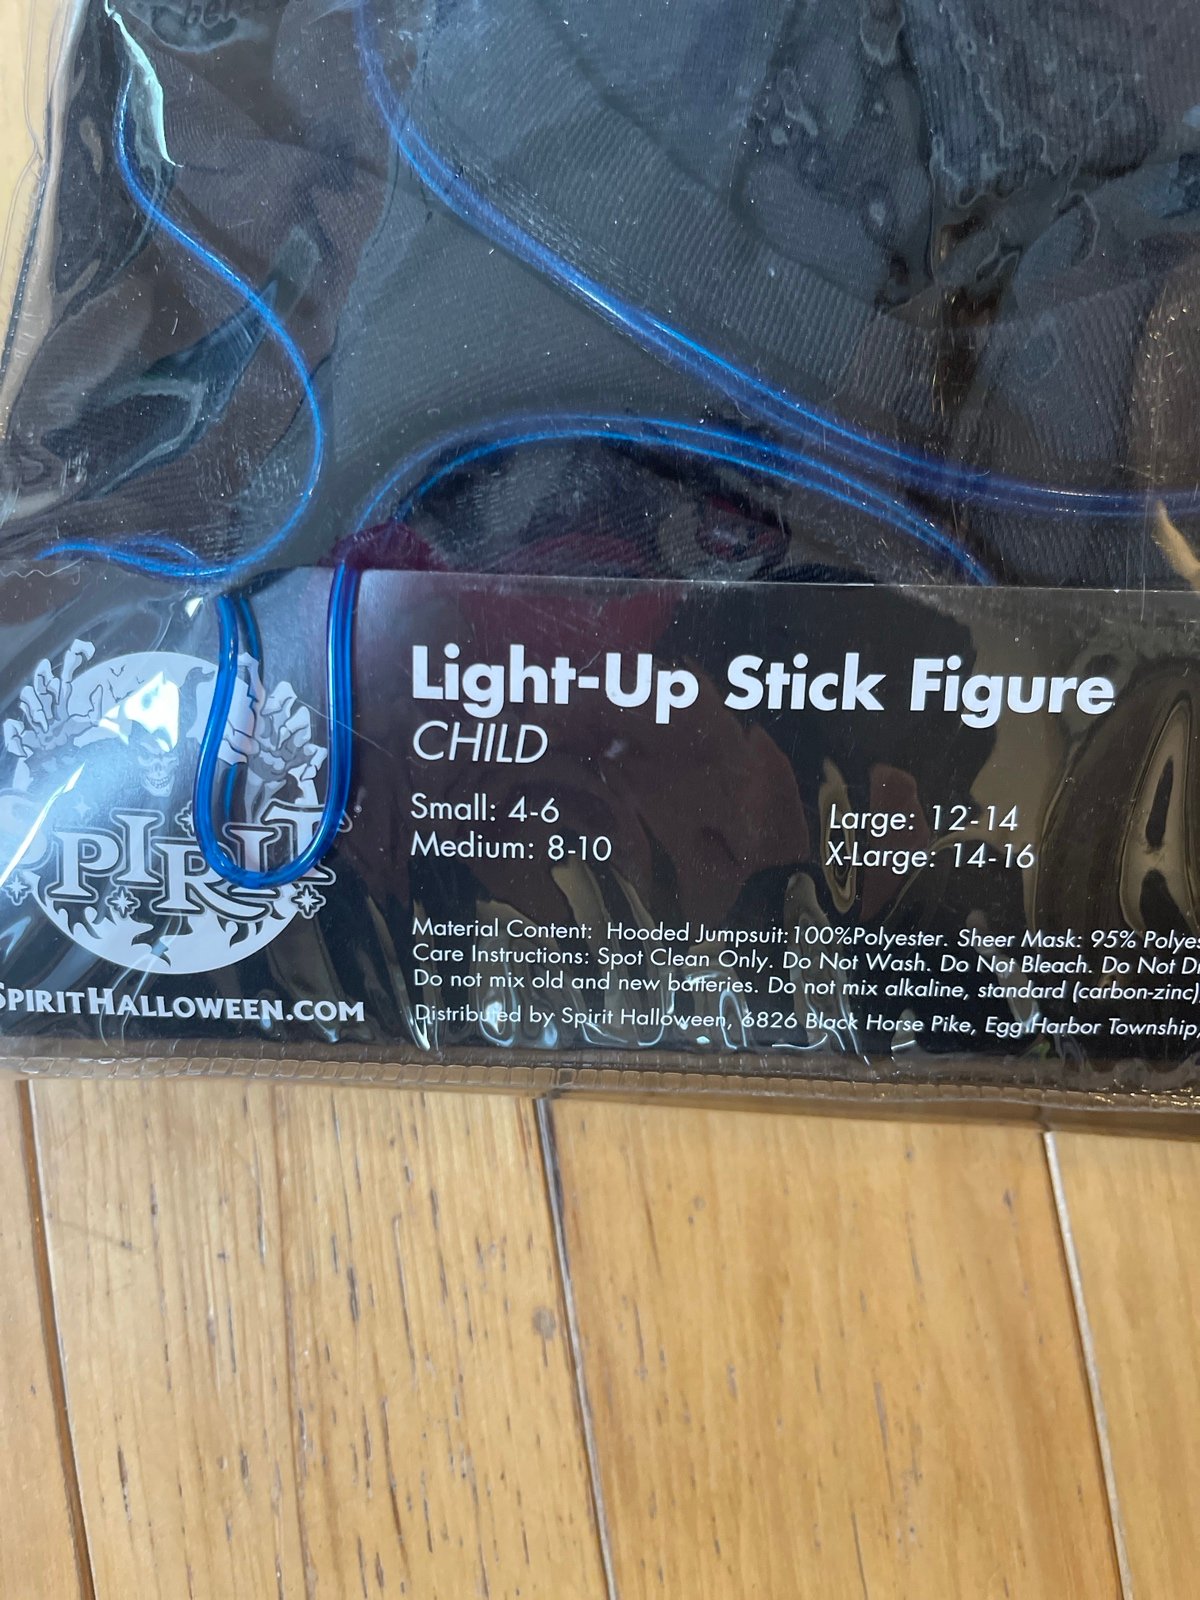 Light-Up Stick Figure
CHILD
Small: 4-6
Medium: 8-10
Large: 12-14
X-Large: 14-16
SPIRIT
SPIRITHALLOWEEN.COM
Material Content: Hooded Jumpsuit:100%Polyester. Sheer Mask: 95% Polyes
Care Instructions: Spot Clean Only. Do Not Wash. Do Not Bleach. Do Not D
Do not mix old and new batteries. Do not mix alkaline, standard (carbon-zinc)
Distributed by Spirit Halloween, 6826 Black Horse Pike, Egg Harbor Township,